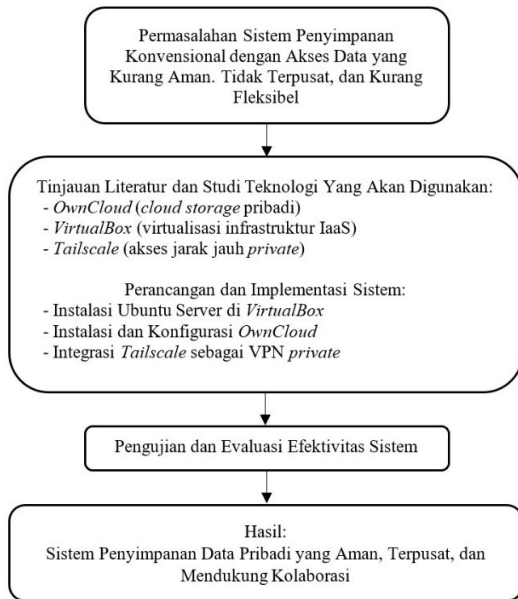 Permasalahan Sistem Penyimpanan
Konvensional dengan Akses Data yang
Kurang Aman. Tidak Terpusat, dan Kurang
Fleksibel
Tinjauan Literatur dan Studi Teknologi Yang Akan Digunakan:
- OwnCloud (cloud storage pribadi)
- VirtualBox (virtualisasi infrastruktur IaaS)
- Tailscale (akses jarak jauh private)
Perancangan dan Implementasi Sistem:
- Instalasi Ubuntu Server di VirtualBox
- Instalasi dan Konfigurasi OwnCloud
- Integrasi Tailscale sebagai VPN private
Pengujian dan Evaluasi Efektivitas Sistem
Hasil:
Sistem Penyimpanan Data Pribadi yang Aman, Terpusat, dan
Mendukung Kolaborasi